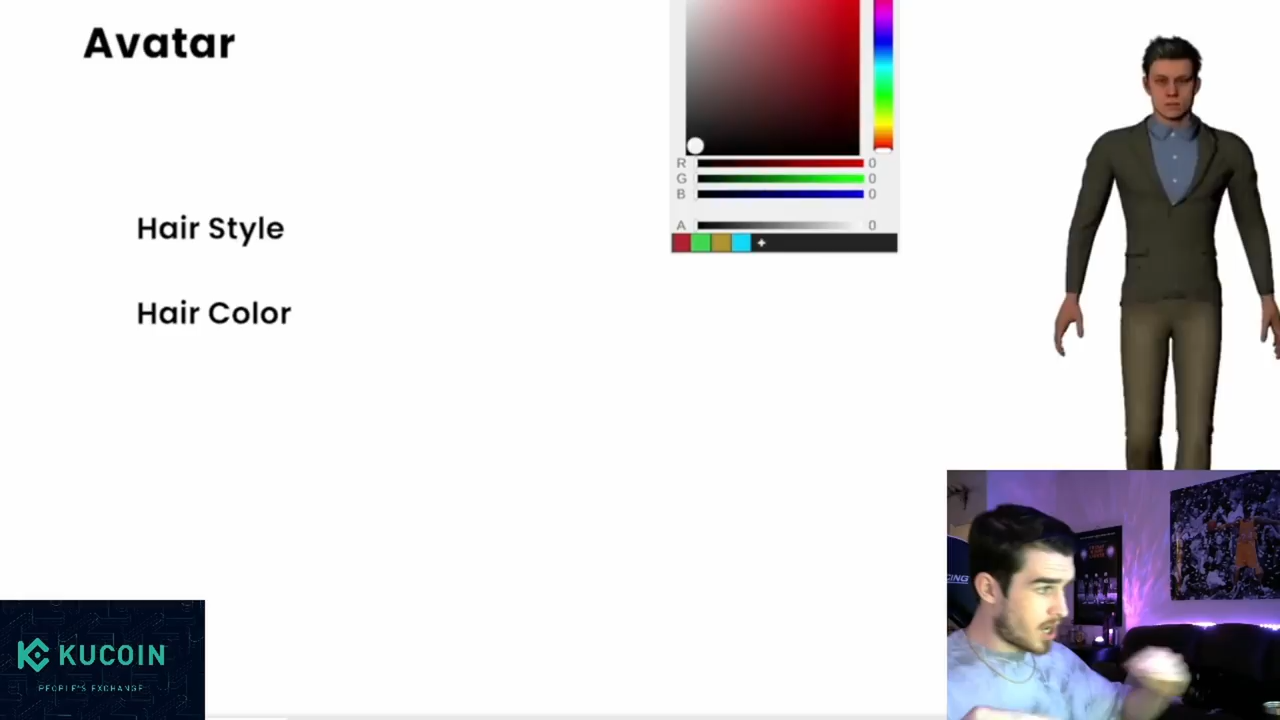 Avatar
R 0
G 0
B 0
A 0
Hair Style
Hair Color
KUCOIN
PEOPLE'S EXCHANGE